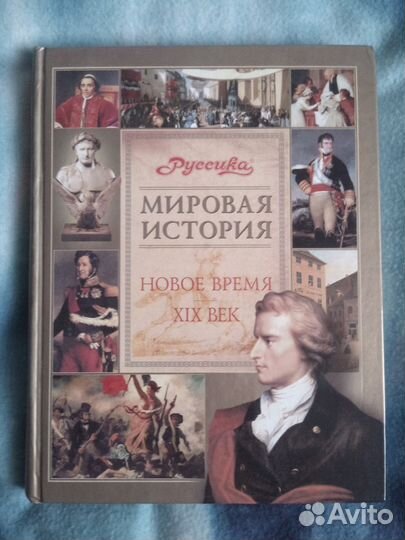 Руссика
МИРОВАЯ
ИСТОРИЯ
НОВОЕ ВРЕМЯ
XIX ВЕК
Avito